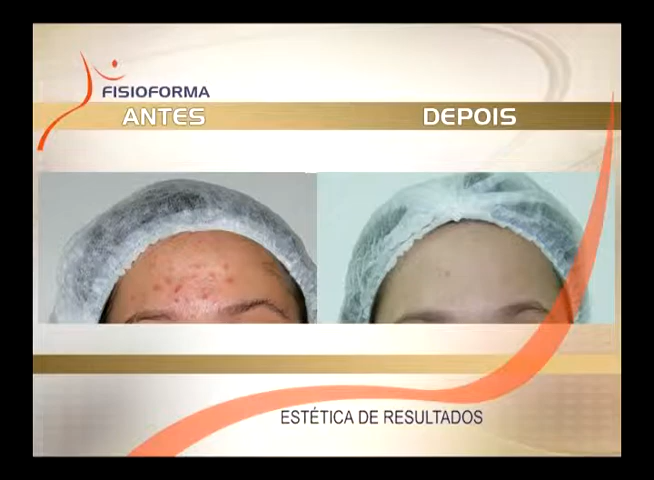 FISIOFORMA
ANTES
DEPOIS
ESTÉTICA DE RESULTADOS